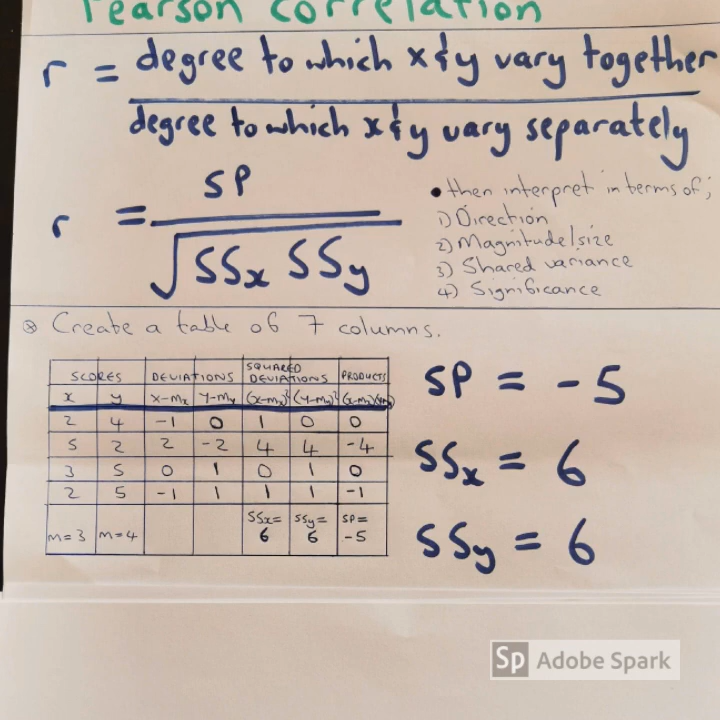 Pearson correlation
r = degree to which x & y vary together
degree to which x & y vary separately
r = SP
√SSx SSy
• then interpret in terms of;
1) Direction
2) Magnitude/size
3) Shared variance
4) Significance
⊗ Create a table of 7 columns.
SCORES DEVIATIONS SQUARED DEVIATIONS PRODUCTS
x y x-mx y-my (x-mx)² (y-my)² (x-mx)(y-my)
2 4 -1 0 1 0 0
5 2 2 -2 4 4 -4
3 5 0 1 0 1 0
2 5 -1 1 1 1 -1
m=3 m=4 SSx= 6 SSy= 6 SP= -5
SP = -5
SSx = 6
SSy = 6
Sp Adobe Spark